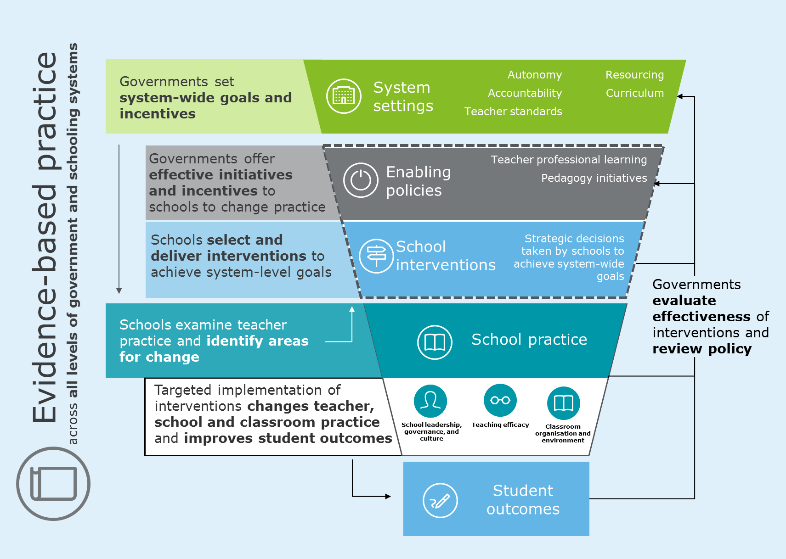 Evidence-based practice
across all levels of government and schooling systems
Governments set
system-wide goals and
incentives
System
settings
Autonomy
Accountability
Teacher standards
Resourcing
Curriculum
Governments offer
effective initiatives
and incentives to
schools to change practice
Enabling
policies
Teacher professional learning
Pedagogy initiatives
Schools select and
deliver interventions to
achieve system-level goals
School
interventions
Strategic decisions
taken by schools to
achieve system-wide
goals
Governments
evaluate
effectiveness of
interventions and
review policy
Schools examine teacher
practice and identify areas
for change
School practice
Targeted implementation of
interventions changes teacher,
school and classroom practice
and improves student outcomes
School leadership,
governance, and
culture
Teaching efficacy
Classroom
organisation and
environment
Student
outcomes